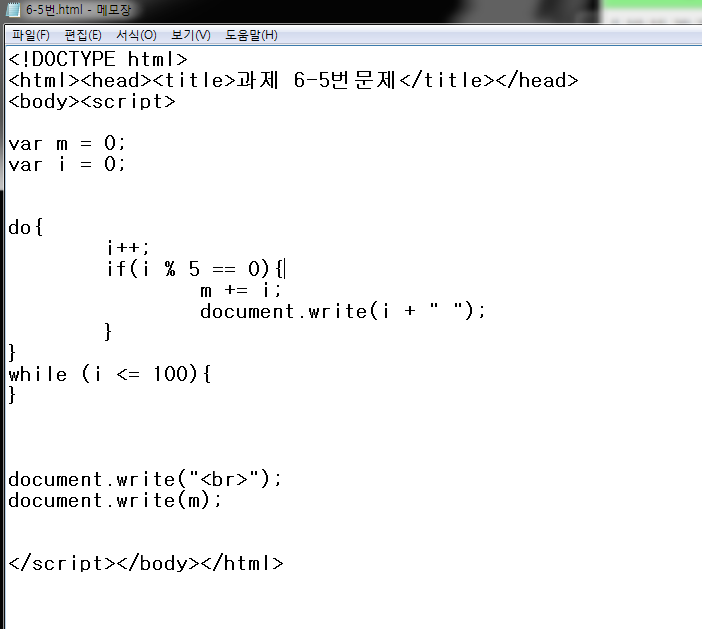 6-5번.html - 메모장
파일(F) 편집(E) 서식(O) 보기(V) 도움말(H)
<!DOCTYPE html>
<html><head><title>과제 6-5번문제</title></head>
<body><script>
var m = 0;
var i = 0;
do{
i++;
if(i % 5 == 0){
m += i;
document.write(i + " ");
}
}
while (i <= 100){
}
document.write("<br>");
document.write(m);
</script></body></html>